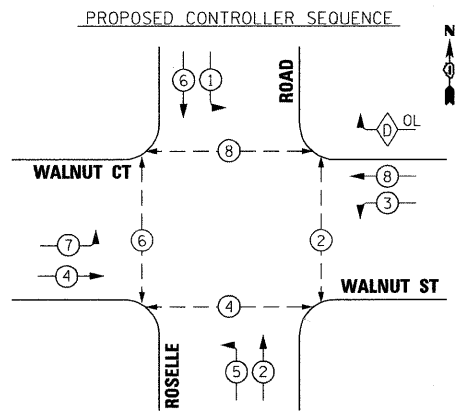 PROPOSED CONTROLLER SEQUENCE
N
6 1
ROAD
D OL
8
WALNUT CT
8
3
7
6
2
4
WALNUT ST
4
ROSELLE
5 2